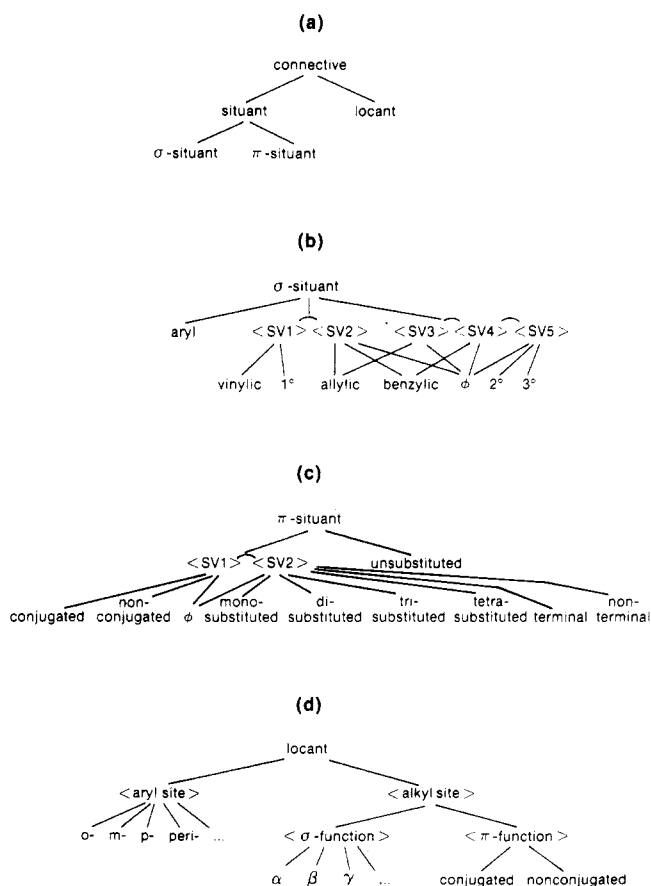 (a)
connective
situant locant
σ-situant π-situant
(b)
σ-situant
aryl <SV1> <SV2> <SV3> <SV4> <SV5>
vinylic 1° allylic benzylic φ 2° 3°
(c)
π-situant
<SV1> <SV2> unsubstituted
non- mono- di- tri- tetra- non-
conjugated conjugated φ substituted substituted substituted substituted terminal terminal
(d)
locant
<aryl site> <alkyl site>
o- m- p- peri- ... <σ-function> <π-function>
α β γ ... conjugated nonconjugated